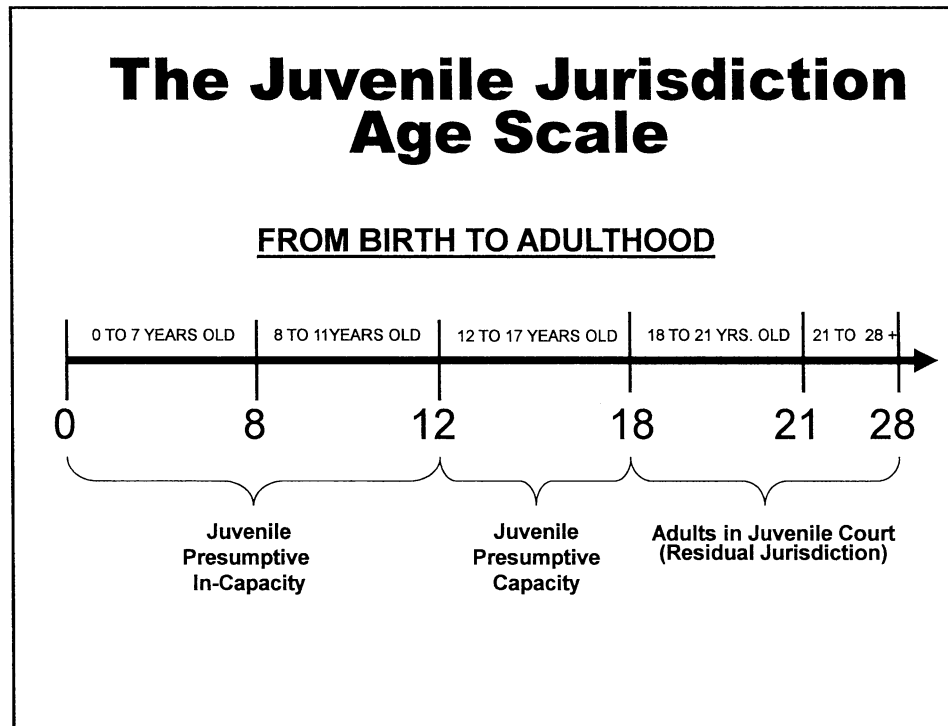 The Juvenile Jurisdiction
Age Scale
FROM BIRTH TO ADULTHOOD
0 TO 7 YEARS OLD 8 TO 11YEARS OLD 12 TO 17 YEARS OLD 18 TO 21 YRS. OLD 21 TO 28 +
0 8 12 18 21 28
Juvenile
Presumptive
In-Capacity
Juvenile
Presumptive
Capacity
Adults in Juvenile Court
(Residual Jurisdiction)